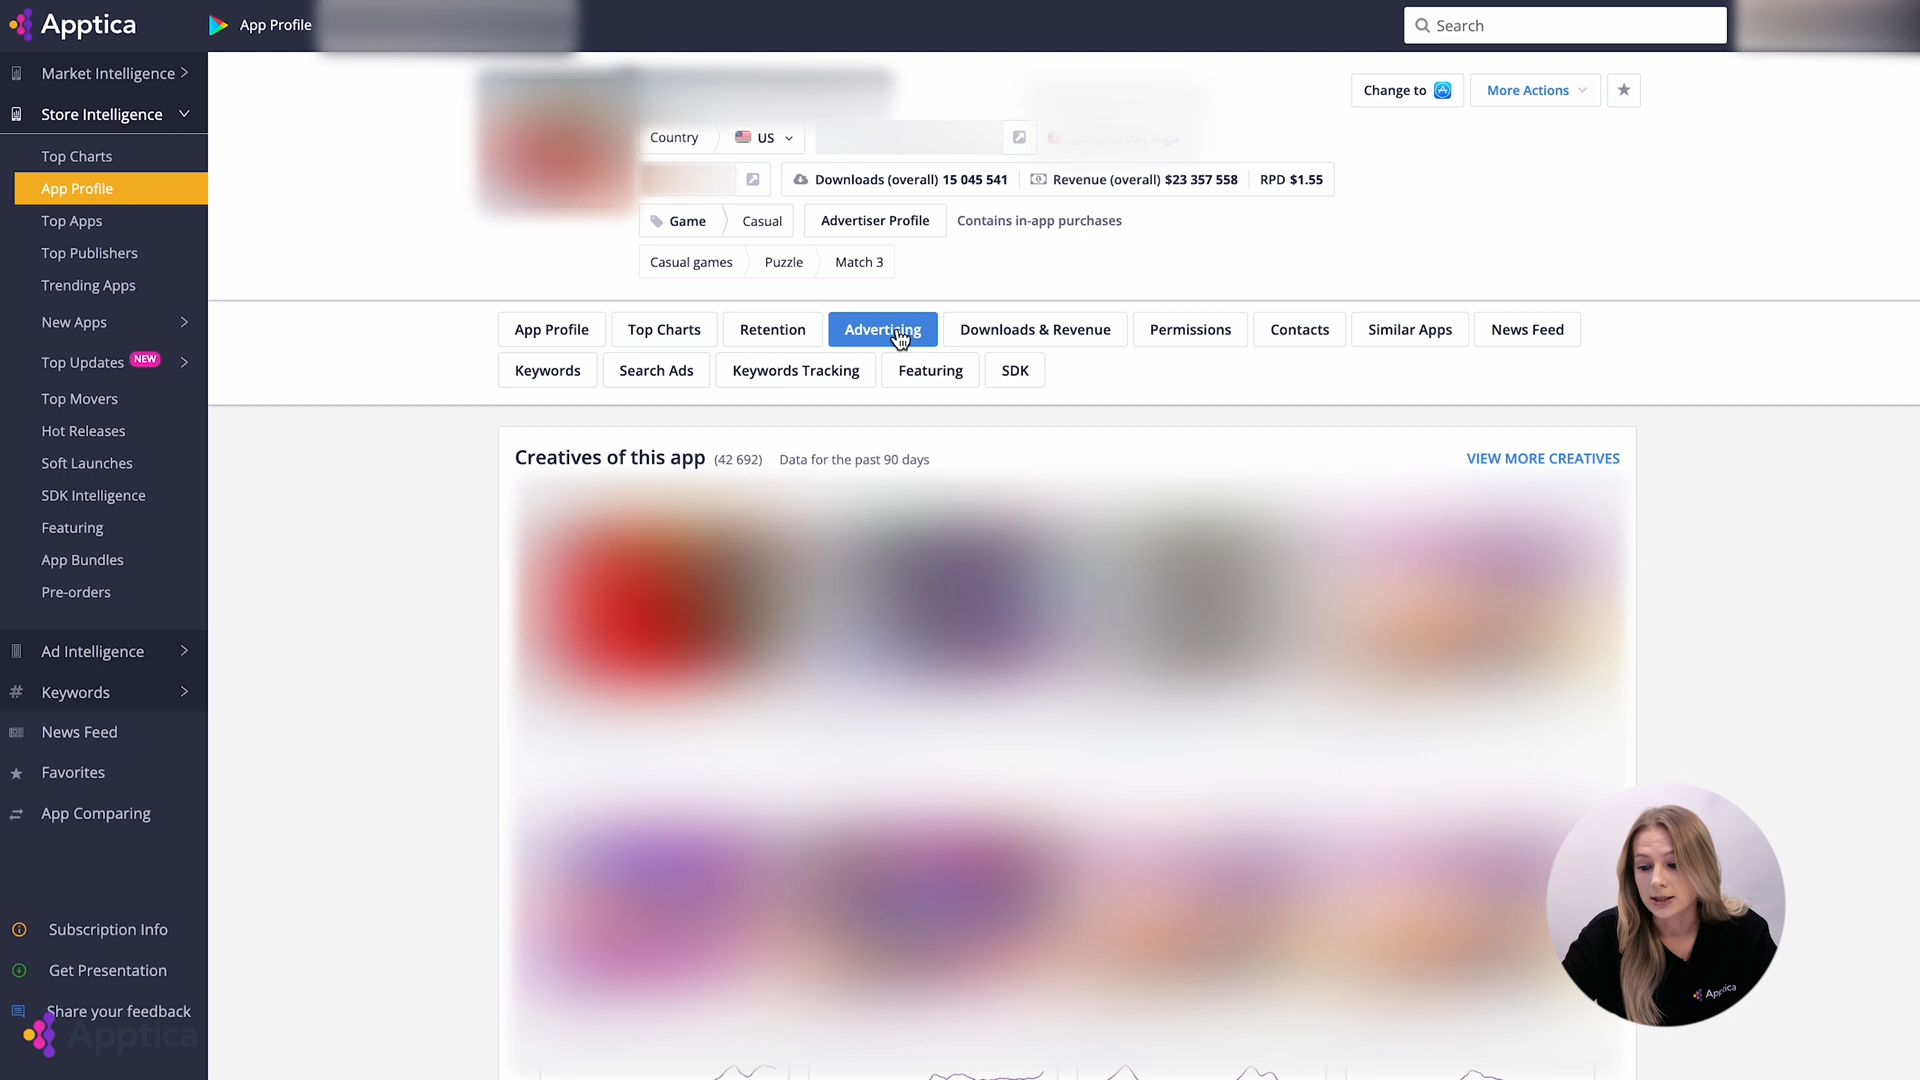 Apptica
App Profile
Search
Market Intelligence
Store Intelligence
Top Charts
App Profile
Top Apps
Top Publishers
Trending Apps
New Apps
Top Updates NEW
Top Movers
Hot Releases
Soft Launches
SDK Intelligence
Featuring
App Bundles
Pre-orders
Ad Intelligence
Keywords
News Feed
Favorites
App Comparing
Subscription Info
Get Presentation
Share your feedback
Apptica
Change to
More Actions
Country US
Downloads (overall) 15 045 541 Revenue (overall) $23 357 558 RPD $1.55
Game Casual Advertiser Profile Contains in-app purchases
Casual games Puzzle Match 3
App Profile Top Charts Retention Advertising Downloads & Revenue Permissions Contacts Similar Apps News Feed
Keywords Search Ads Keywords Tracking Featuring SDK
Creatives of this app (42 692) Data for the past 90 days VIEW MORE CREATIVES
Apptica